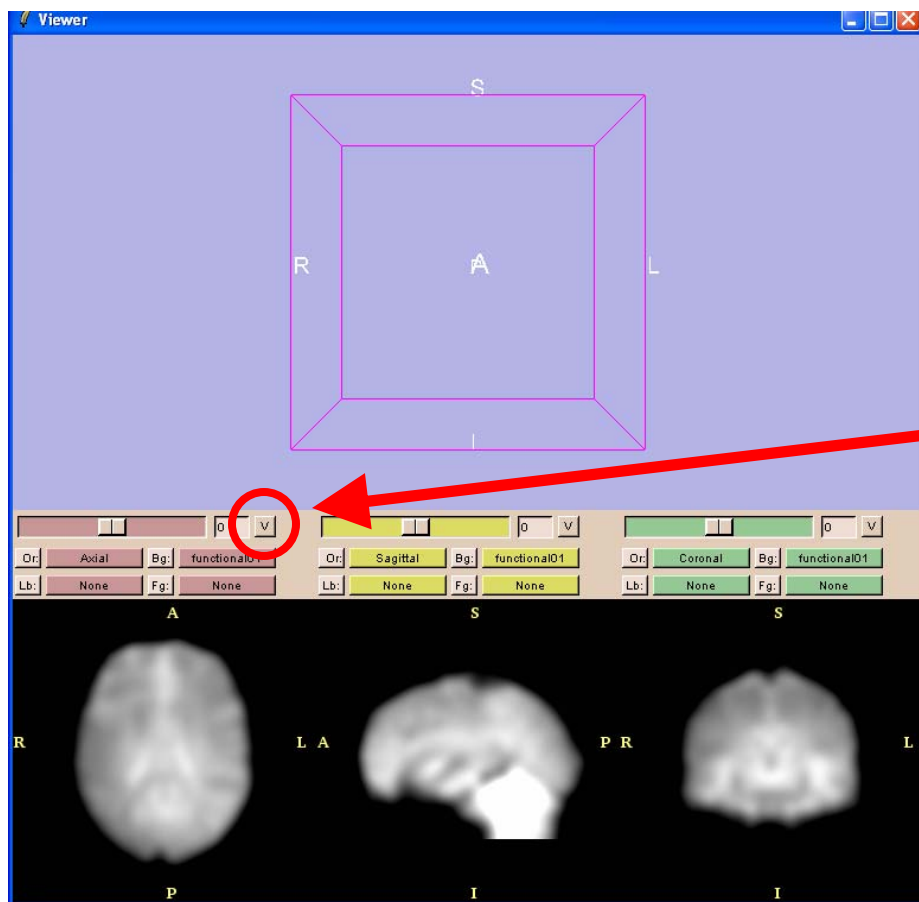 Viewer
S
R A L
I
0 V 0 V 0 V
Or: Axial Bg: functional01 Or: Sagittal Bg: functional01 Or: Coronal Bg: functional01
Lb: None Fg: None Lb: None Fg: None Lb: None Fg: None
A S S
R L A P R L
P I I